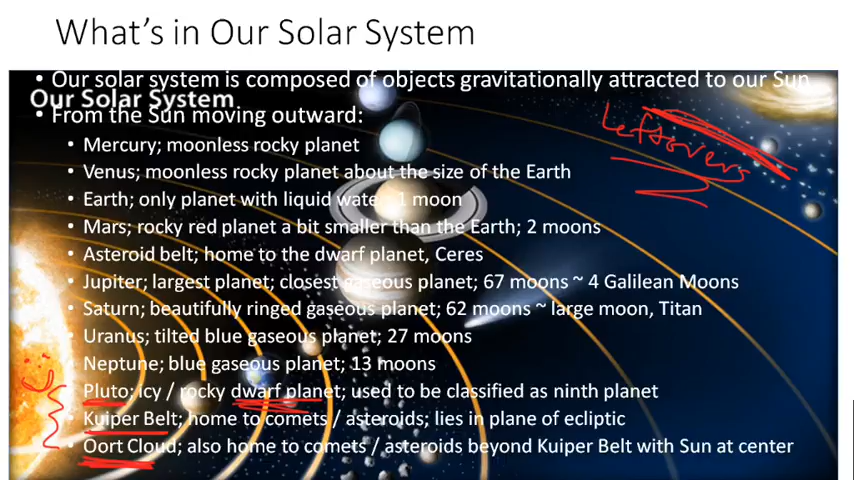 What's in Our Solar System
• Our solar system is composed of objects gravitationally attracted to our Sun
Our Solar System
• From the Sun moving outward:
• Mercury; moonless rocky planet
• Venus; moonless rocky planet about the size of the Earth
• Earth; only planet with liquid water; 1 moon
• Mars; rocky red planet a bit smaller than the Earth; 2 moons
• Asteroid belt; home to the dwarf planet, Ceres
• Jupiter; largest planet; closest gaseous planet; 67 moons ~ 4 Galilean Moons
• Saturn; beautifully ringed gaseous planet; 62 moons ~ large moon, Titan
• Uranus; tilted blue gaseous planet; 27 moons
• Neptune; blue gaseous planet; 13 moons
• Pluto; Icy / rocky dwarf planet; used to be classified as ninth planet
• Kuiper Belt; home to comets / asteroids; lies in plane of ecliptic
• Oort Cloud; also home to comets / asteroids beyond Kuiper Belt with Sun at center
Leftovers